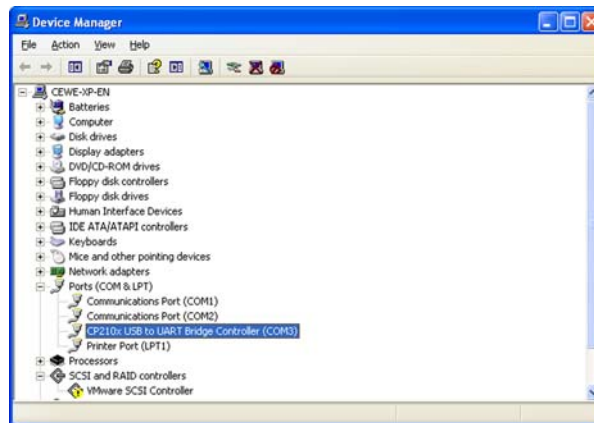 Device Manager
File Action View Help
CEWE-XP-EN
Batteries
Computer
Disk drives
Display adapters
DVD/CD-ROM drives
Floppy disk controllers
Floppy disk drives
Human Interface Devices
IDE ATA/ATAPI controllers
Keyboards
Mice and other pointing devices
Network adapters
Ports (COM & LPT)
Communications Port (COM1)
Communications Port (COM2)
CP210x USB to UART Bridge Controller (COM3)
Printer Port (LPT1)
Processors
SCSI and RAID controllers
VMware SCSI Controller